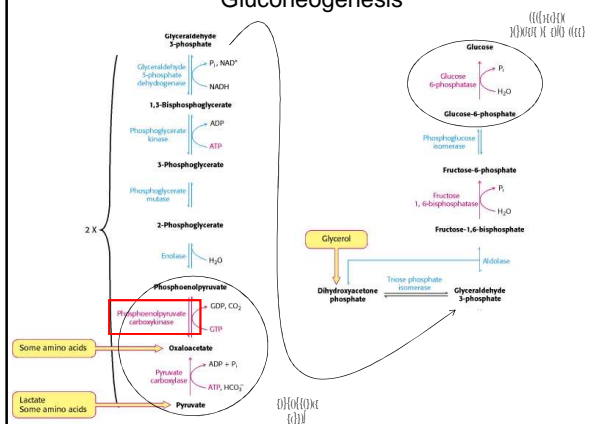 Gluconeogenesis
Glyceraldehyde
3-phosphate
Glyceraldehyde
3-phosphate
dehydrogenase
Pi, NAD+
NADH
1,3-Bisphosphoglycerate
Phosphoglycerate
kinase
ADP
ATP
3-Phosphoglycerate
Phosphoglycerate
mutase
2 X
2-Phosphoglycerate
Enolase
H2O
Phosphoenolpyruvate
Phosphoenolpyruvate
carboxykinase
GDP, CO2
GTP
Some amino acids
Oxaloacetate
Pyruvate
carboxylase
ADP + Pi
ATP, HCO3-
Lactate
Some amino acids
Pyruvate
Glucose
Glucose
6-phosphatase
Pi
H2O
Glucose-6-phosphate
Phosphoglucose
isomerase
Fructose-6-phosphate
Fructose
1, 6-bisphosphatase
Pi
H2O
Fructose-1,6-bisphosphate
Glycerol
Aldolase
Dihydroxyacetone
phosphate
Triose phosphate
isomerase
Glyceraldehyde
3-phosphate